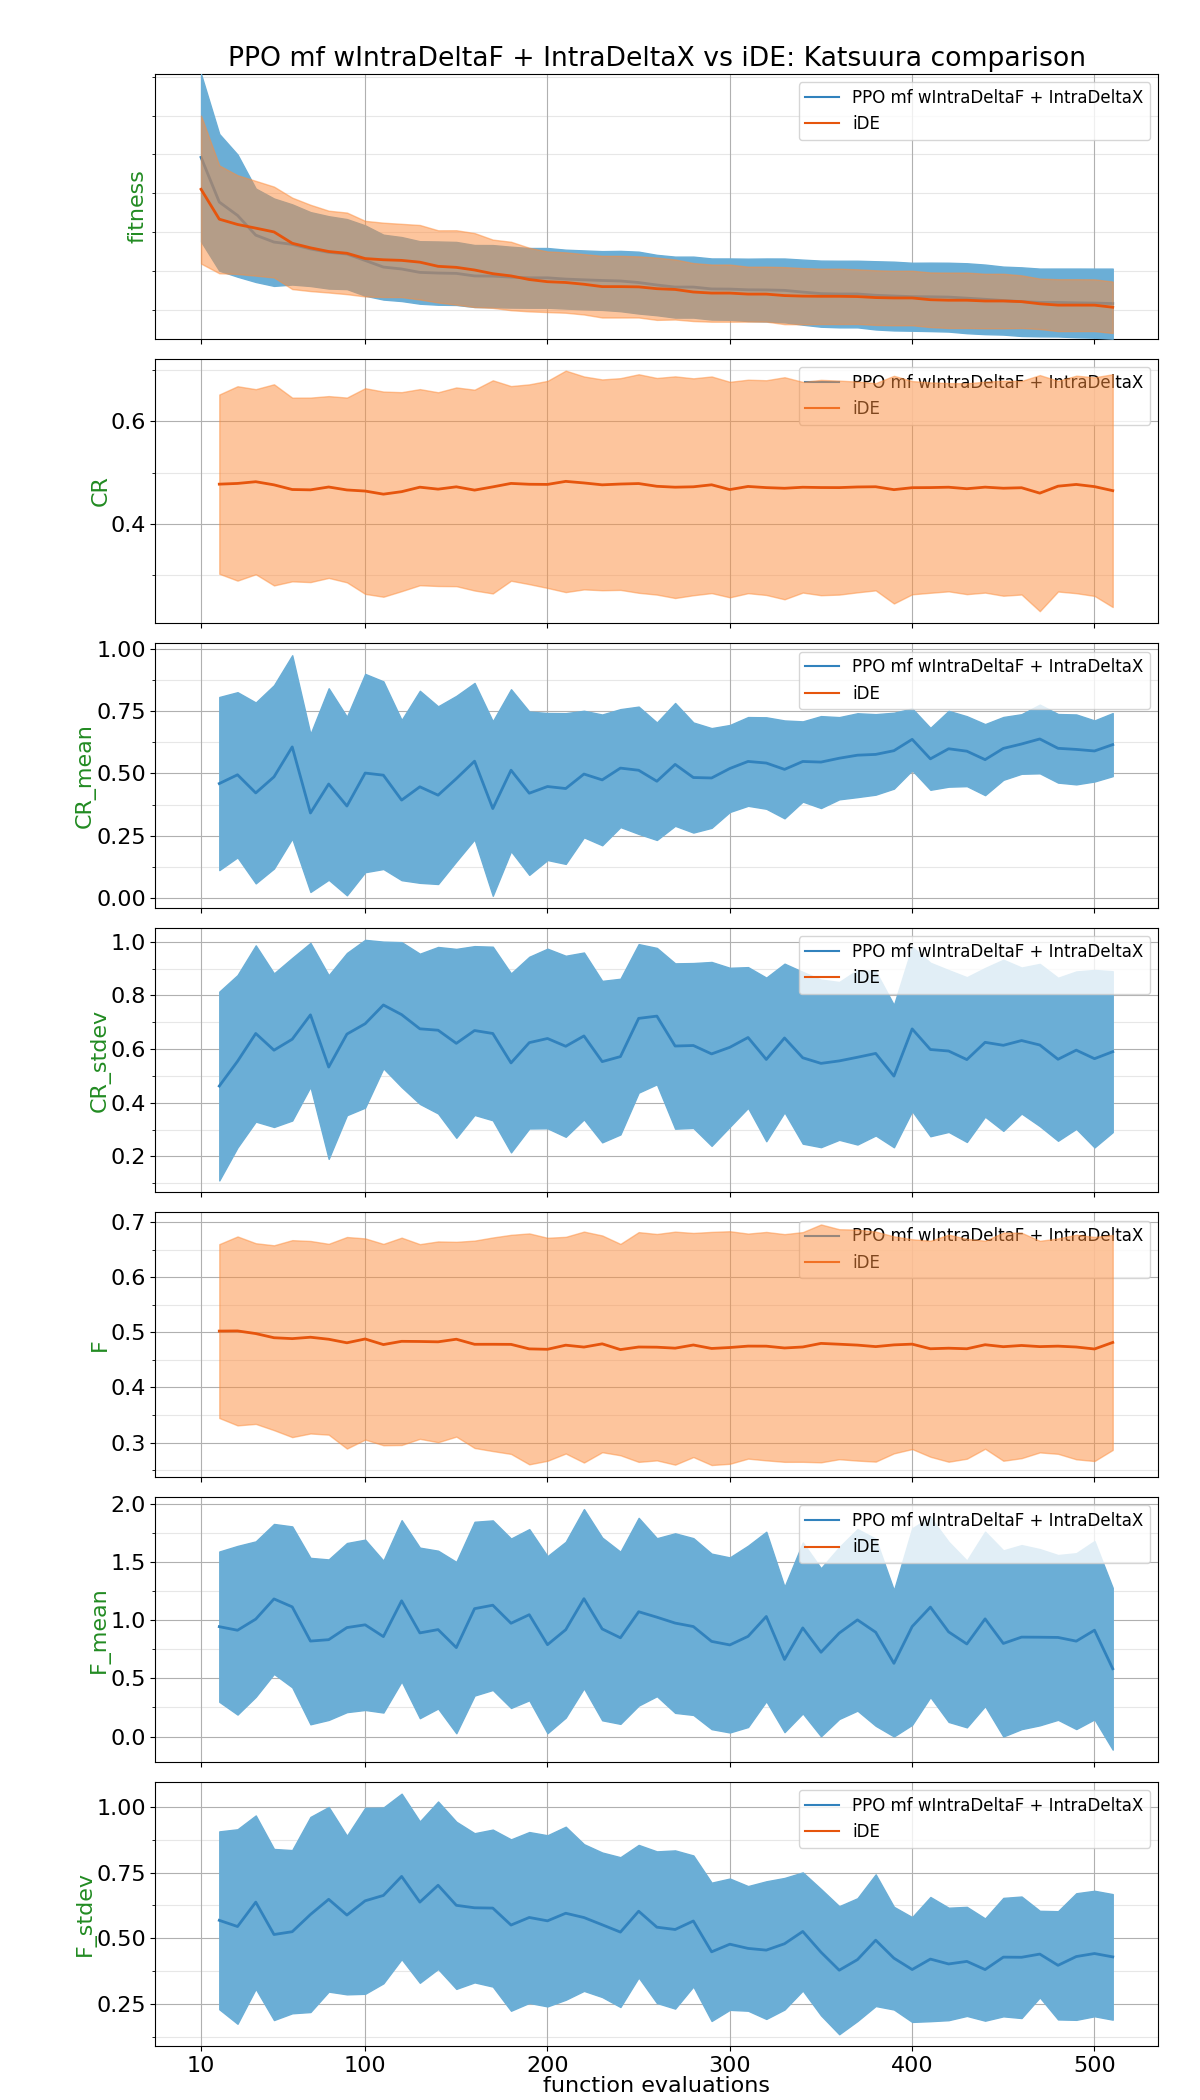 PPO mf wIntraDeltaF + IntraDeltaX vs iDE: Katsuura comparison
fitness
PPO mf wIntraDeltaF + IntraDeltaX
iDE
CR
0.6
0.4
PPO mf wIntraDeltaF + IntraDeltaX
iDE
CR_mean
1.00
0.75
0.50
0.25
0.00
PPO mf wIntraDeltaF + IntraDeltaX
iDE
CR_stdev
1.0
0.8
0.6
0.4
0.2
PPO mf wIntraDeltaF + IntraDeltaX
iDE
F
0.7
0.6
0.5
0.4
0.3
PPO mf wIntraDeltaF + IntraDeltaX
iDE
F_mean
2.0
1.5
1.0
0.5
0.0
PPO mf wIntraDeltaF + IntraDeltaX
iDE
F_stdev
1.00
0.75
0.50
0.25
PPO mf wIntraDeltaF + IntraDeltaX
iDE
10 100 200 300 400 500
function evaluations